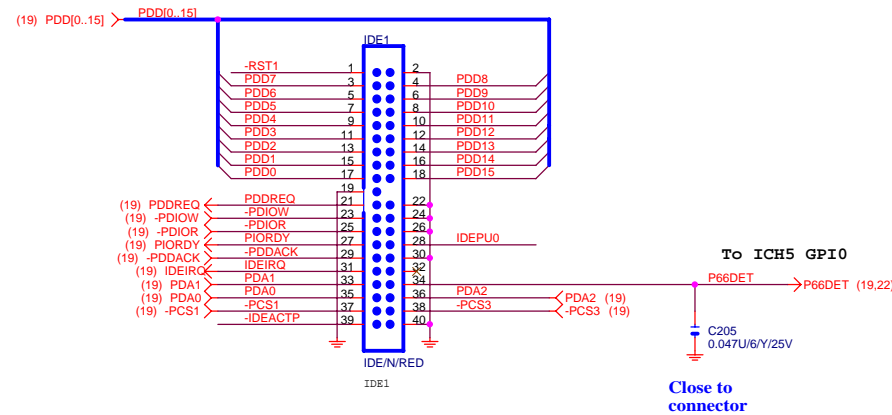 (19) PDD[0..15] PDD[0..15]
IDE1
-RST1 1 2
PDD7 3 4 PDD8
PDD6 5 6 PDD9
PDD5 7 8 PDD10
PDD4 9 10 PDD11
PDD3 11 12 PDD12
PDD2 13 14 PDD13
PDD1 15 16 PDD14
PDD0 17 18 PDD15
19
(19) PDDREQ PDDREQ 21 22
(19) -PDIOW -PDIOW 23 24
(19) -PDIOR -PDIOR 25 26
(19) PIORDY PIORDY 27 28 IDEPU0
(19) -PDDACK -PDDACK 29 30
(19) IDEIRQ IDEIRQ 31 32
(19) PDA1 PDA1 33 34
(19) PDA0 PDA0 35 36 PDA2 PDA2 (19)
(19) -PCS1 -PCS1 37 38 -PCS3 -PCS3 (19)
-IDEACTP 39 40
IDE/N/RED
IDE1
To ICH5 GPI0
P66DET P66DET (19,22)
C205
0.047U/6/Y/25V
Close to
connector